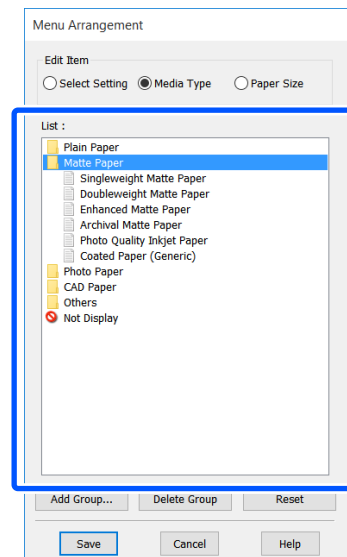 Menu Arrangement
Edit Item
Select Setting Media Type Paper Size
List :
Plain Paper
Matte Paper
Singleweight Matte Paper
Doubleweight Matte Paper
Enhanced Matte Paper
Archival Matte Paper
Photo Quality Inkjet Paper
Coated Paper (Generic)
Photo Paper
CAD Paper
Others
Not Display
Add Group... Delete Group Reset
Save Cancel Help